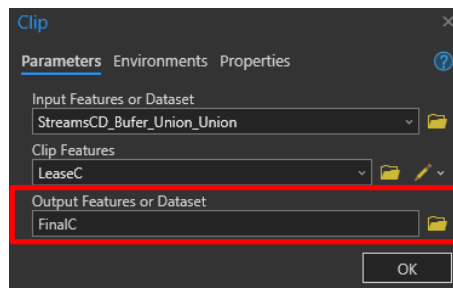 Clip
Parameters Environments Properties
Input Features or Dataset
StreamsCD_Bufer_Union_Union
Clip Features
LeaseC
Output Features or Dataset
FinalC
OK